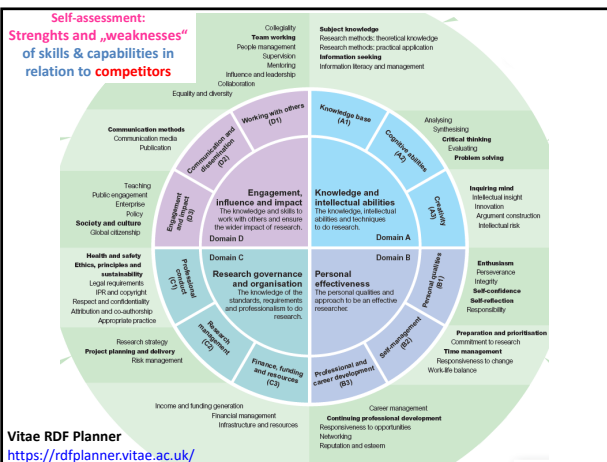 Self-assessment:
Strenghts and „weaknesses"
of skills & capabilities in
relation to competitors
Collegiality
Team working
People management
Supervision
Mentoring
Influence and leadership
Collaboration
Equality and diversity
Subject knowledge
Research methods: theoretical knowledge
Research methods: practical application
Information seeking
Information literacy and management
Communication methods
Communication media
Publication
Working with others
(D1)
Knowledge base
(A1)
Analysing
Synthesising
Critical thinking
Evaluating
Problem solving
Communication and
dissemination
(D2)
Cognitive abilities
(A2)
Teaching
Public engagement
Enterprise
Policy
Society and culture
Global citizenship
Engagement
and impact
(D3)
Engagement,
influence and impact
The knowledge and skills to
work with others and ensure
the wider impact of research.
Domain D
Knowledge and
intellectual abilities
The knowledge, intellectual
abilities and techniques
to do research.
Domain A
Creativity
(A3)
Inquiring mind
Intellectual insight
Innovation
Argument construction
Intellectual risk
Health and safety
Ethics, principles and
sustainability
Legal requirements
IPR and copyright
Respect and confidentiality
Attribution and co-authorship
Appropriate practice
Professional
conduct
(C1)
Domain C
Research governance
and organisation
The knowledge of the
standards, requirements
and professionalism to do
research.
Domain B
Personal
effectiveness
The personal qualities and
approach to be an effective
researcher.
Personal qualities
(B1)
Enthusiasm
Perseverance
Integrity
Self-confidence
Self-reflection
Responsibility
Research strategy
Project planning and delivery
Risk management
Research
management
(C2)
Self-management
(B2)
Preparation and prioritisation
Commitment to research
Time management
Responsiveness to change
Work-life balance
Finance, funding
and resources
(C3)
Professional and
career development
(B3)
Income and funding generation
Financial management
Infrastructure and resources
Career management
Continuing professional development
Responsiveness to opportunities
Networking
Reputation and esteem
Vitae RDF Planner
https://rdfplanner.vitae.ac.uk/